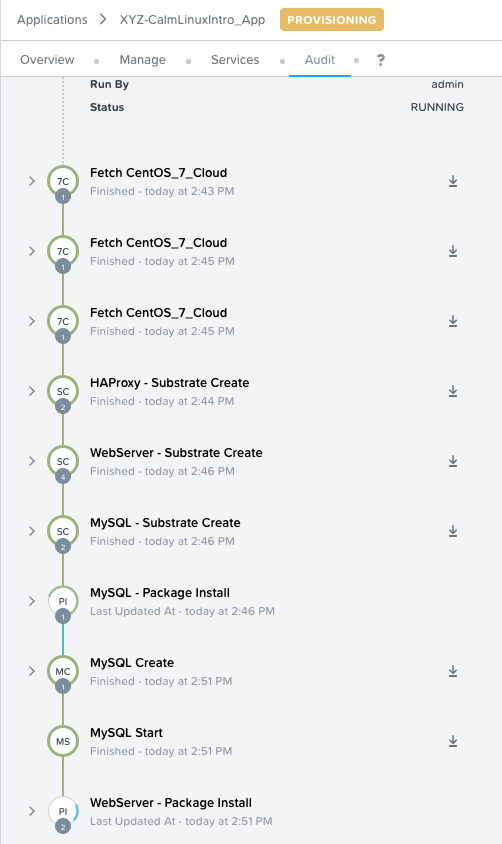 Applications > XYZ-CalmLinuxIntro_App PROVISIONING
Overview Manage Services Audit ?
Run By admin
Status RUNNING
7C 1 Fetch CentOS_7_Cloud
Finished - today at 2:43 PM
7C 1 Fetch CentOS_7_Cloud
Finished - today at 2:45 PM
7C 1 Fetch CentOS_7_Cloud
Finished - today at 2:45 PM
SC 2 HAProxy - Substrate Create
Finished - today at 2:44 PM
SC 4 WebServer - Substrate Create
Finished - today at 2:46 PM
SC 2 MySQL - Substrate Create
Finished - today at 2:46 PM
PI 1 MySQL - Package Install
Last Updated At - today at 2:46 PM
MC 1 MySQL Create
Finished - today at 2:51 PM
MS MySQL Start
Finished - today at 2:51 PM
PI 2 WebServer - Package Install
Last Updated At - today at 2:51 PM